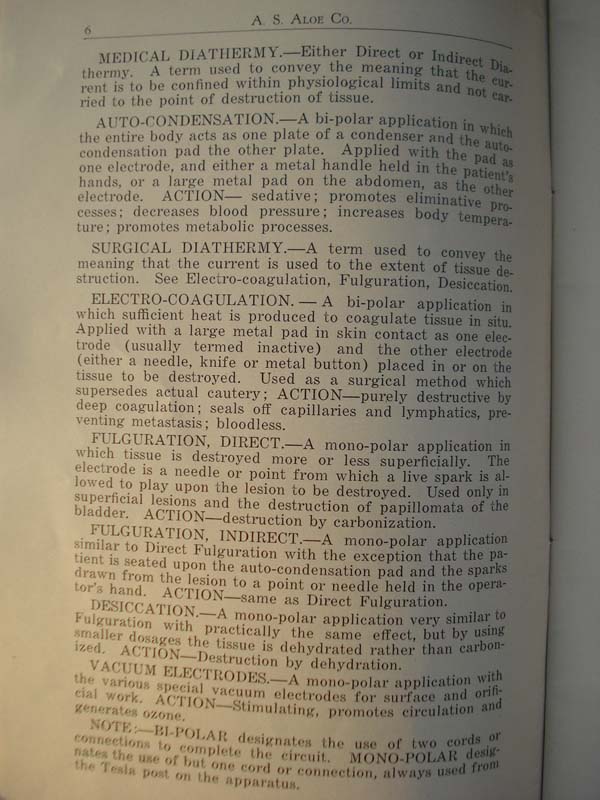 6
A. S. Aloe Co.
MEDICAL DIATHERMY.—Either Direct or Indirect Dia-
thermy. A term used to convey the meaning that the cur-
rent is to be confined within physiological limits and not car-
ried to the point of destruction of tissue.
AUTO-CONDENSATION.—A bi-polar application in which
the entire body acts as one plate of a condenser and the auto-
condensation pad the other plate. Applied with the pad as
one electrode, and either a metal handle held in the patient's
hands, or a large metal pad on the abdomen, as the other
electrode. ACTION— sedative; promotes eliminative pro-
cesses; decreases blood pressure; increases body tempera-
ture; promotes metabolic processes.
SURGICAL DIATHERMY.—A term used to convey the
meaning that the current is used to the extent of tissue de-
struction. See Electro-coagulation, Fulguration, Desiccation.
ELECTRO-COAGULATION. — A bi-polar application in
which sufficient heat is produced to coagulate tissue in situ.
Applied with a large metal pad in skin contact as one elec-
trode (usually termed inactive) and the other electrode
(either a needle, knife or metal button) placed in or on the
tissue to be destroyed. Used as a surgical method which
supersedes actual cautery; ACTION—purely destructive by
deep coagulation; seals off capillaries and lymphatics, pre-
venting metastasis; bloodless.
FULGURATION, DIRECT.—A mono-polar application in
which tissue is destroyed more or less superficially. The
electrode is a needle or point from which a live spark is al-
lowed to play upon the lesion to be destroyed. Used only in
superficial lesions and the destruction of papillomata of the
bladder. ACTION—destruction by carbonization.
FULGURATION, INDIRECT.—A mono-polar application
similar to Direct Fulguration with the exception that the pa-
tient is seated upon the auto-condensation pad and the sparks
drawn from the lesion to a point or needle held in the opera-
tor's hand. ACTION—same as Direct Fulguration.
DESICCATION.—A mono-polar application very similar to
Fulguration with practically the same effect, but by using
smaller dosages the tissue is dehydrated rather than carbon-
ized. ACTION—Destruction by dehydration.
VACUUM ELECTRODES.—A mono-polar application with
the various special vacuum electrodes for surface and orifi-
cial work. ACTION—Stimulating, promotes circulation and
generates ozone.
NOTE:—BI-POLAR designates the use of two cords or
connections to complete the circuit. MONO-POLAR desig-
nates the use of but one cord or connection, always used from
the Tesla post on the apparatus.